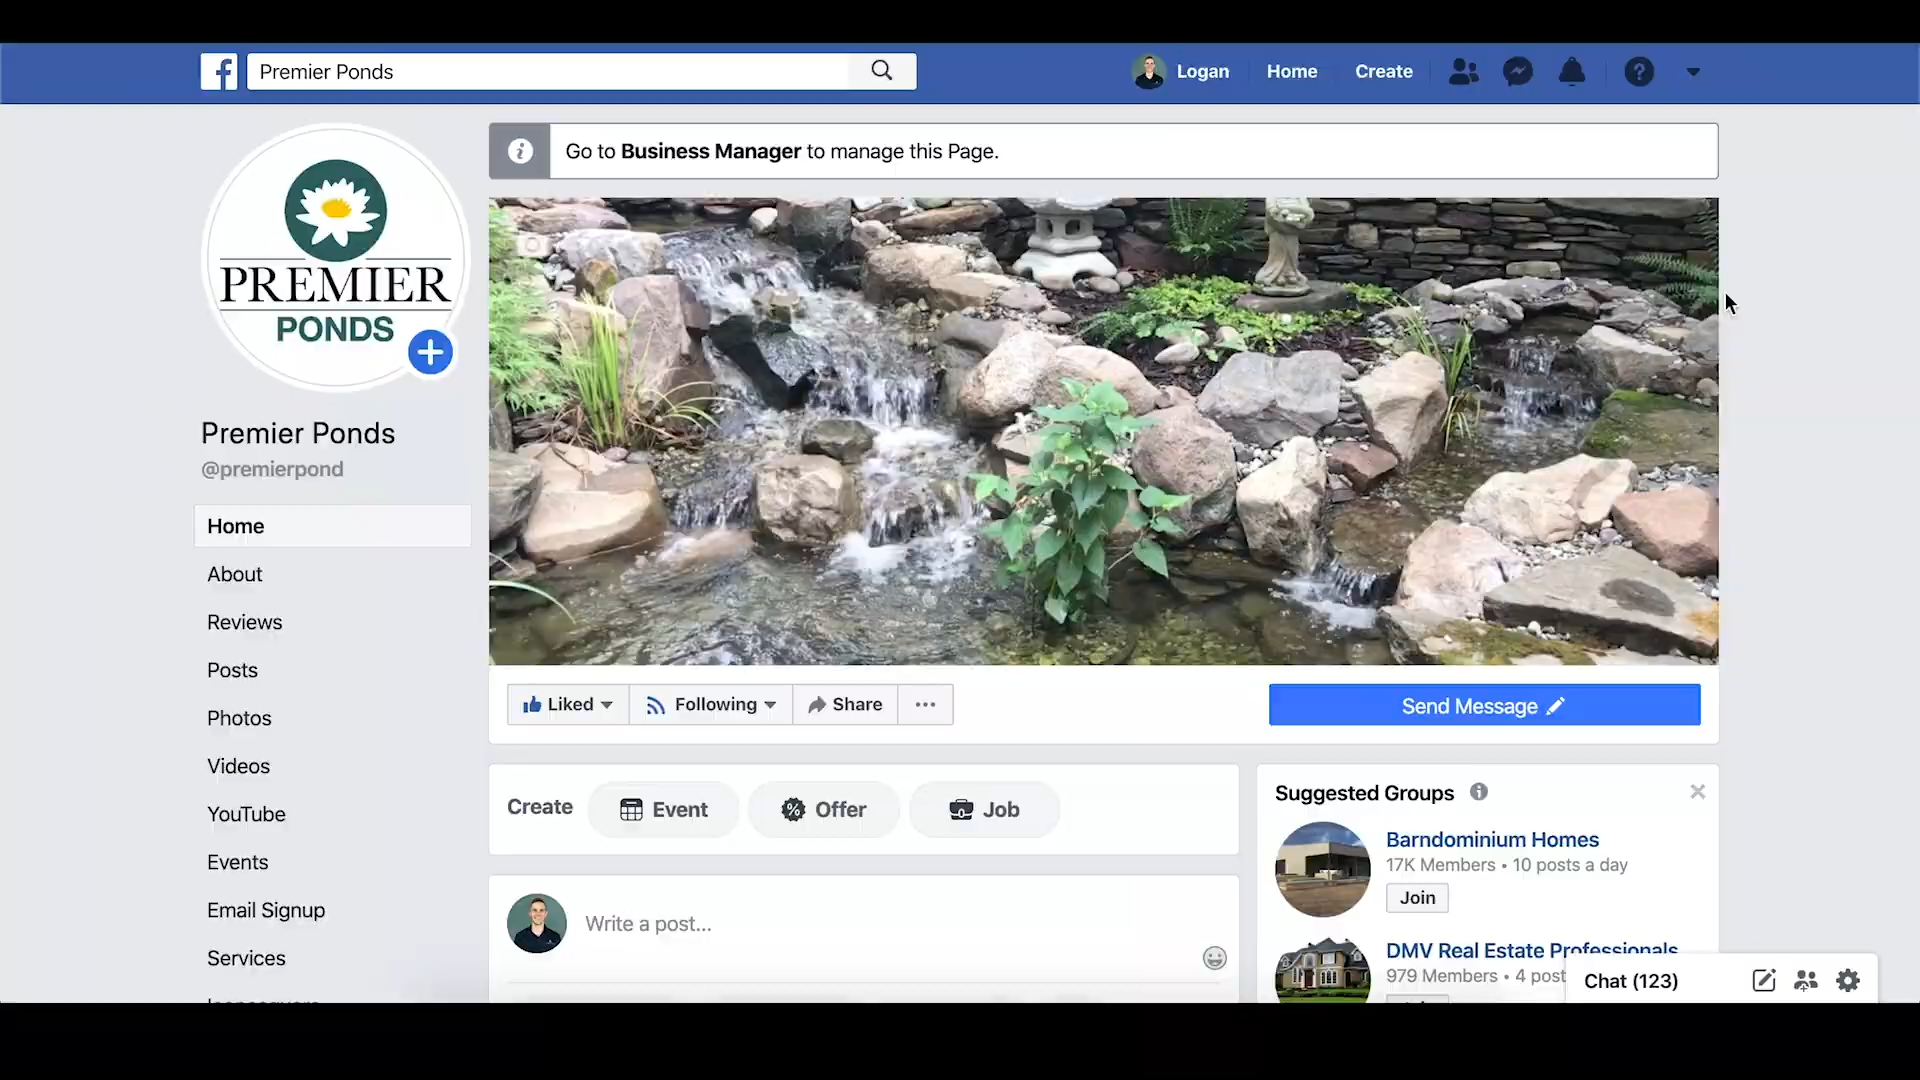 Premier Ponds
Logan
Home
Create
Go to Business Manager to manage this Page.
PREMIER
PONDS
Premier Ponds
@premierpond
Home
About
Reviews
Posts
Photos
Videos
YouTube
Events
Email Signup
Services
Liked
Following
Share
Send Message
Create
Event
Offer
Job
Write a post...
Suggested Groups
Barndominium Homes
17K Members • 10 posts a day
Join
DMV Real Estate Professionals
979 Members • 4 post
Chat (123)